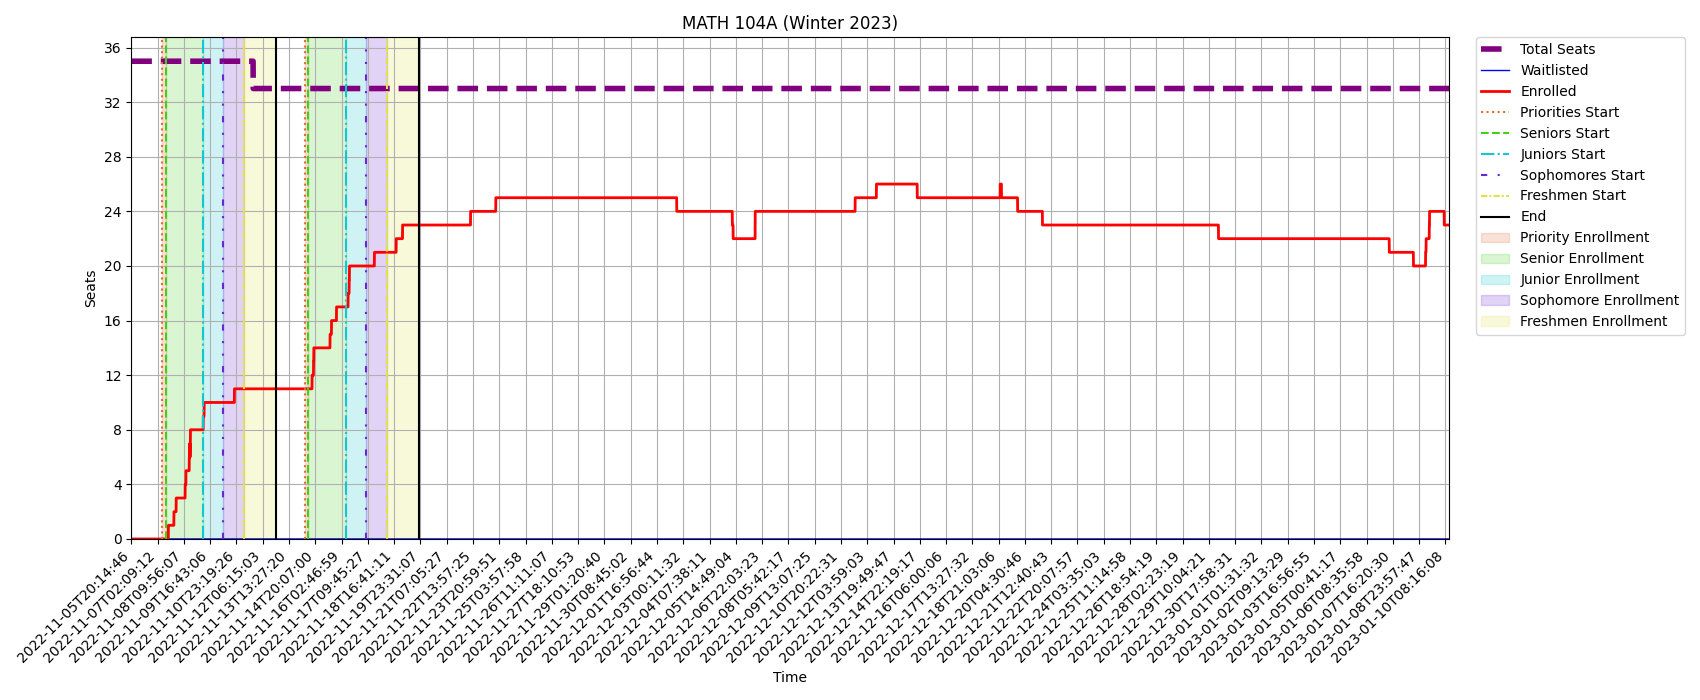 MATH 104A (Winter 2023)
Seats
36
32
28
24
20
16
12
8
4
0
2022-11-05T20:14:46
2022-11-07T02:09:12
2022-11-08T09:56:07
2022-11-09T16:43:06
2022-11-10T23:19:26
2022-11-12T06:15:03
2022-11-13T13:27:20
2022-11-14T20:07:00
2022-11-16T02:46:59
2022-11-17T09:45:27
2022-11-18T16:41:11
2022-11-19T23:31:07
2022-11-21T07:05:27
2022-11-22T13:57:25
2022-11-23T20:59:51
2022-11-25T03:57:58
2022-11-26T11:11:07
2022-11-27T18:10:53
2022-11-29T01:20:40
2022-11-30T08:45:02
2022-12-01T16:56:44
2022-12-03T00:11:32
2022-12-04T07:38:11
2022-12-05T14:49:04
2022-12-06T22:03:23
2022-12-08T05:42:17
2022-12-09T13:07:25
2022-12-10T20:22:31
2022-12-12T03:59:03
2022-12-13T19:49:47
2022-12-14T22:19:17
2022-12-16T06:00:06
2022-12-17T13:27:32
2022-12-18T21:03:06
2022-12-20T04:30:46
2022-12-21T12:40:43
2022-12-22T20:07:57
2022-12-24T03:35:03
2022-12-25T11:14:58
2022-12-26T18:54:19
2022-12-28T02:23:19
2022-12-29T10:04:21
2022-12-30T17:58:31
2023-01-01T01:31:32
2023-01-02T09:13:29
2023-01-03T16:56:55
2023-01-05T00:41:17
2023-01-06T08:35:58
2023-01-07T16:20:30
2023-01-08T23:57:47
2023-01-10T08:16:08
Time
Total Seats
Waitlisted
Enrolled
Priorities Start
Seniors Start
Juniors Start
Sophomores Start
Freshmen Start
End
Priority Enrollment
Senior Enrollment
Junior Enrollment
Sophomore Enrollment
Freshmen Enrollment